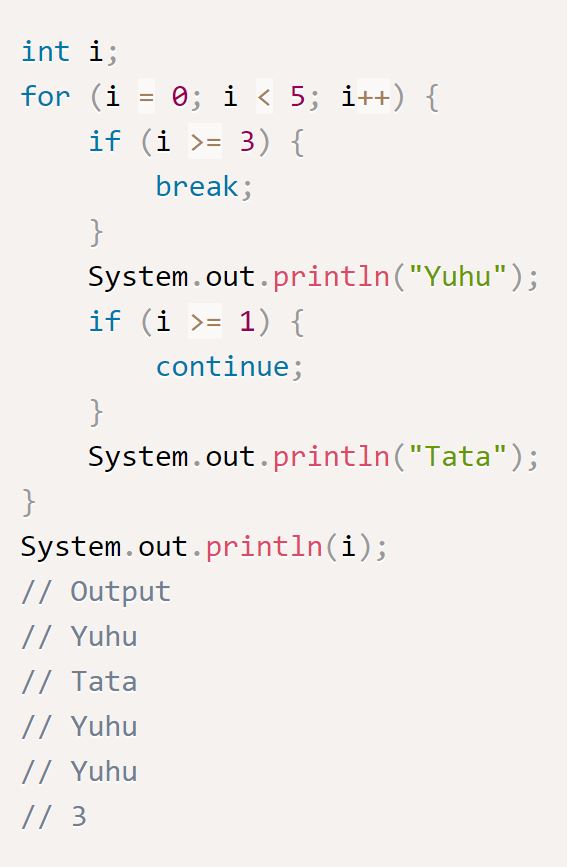 int i;
for (i = 0; i < 5; i++) {
    if (i >= 3) {
        break;
    }
    System.out.println("Yuhu");
    if (i >= 1) {
        continue;
    }
    System.out.println("Tata");
}
System.out.println(i);
// Output
// Yuhu
// Tata
// Yuhu
// Yuhu
// 3